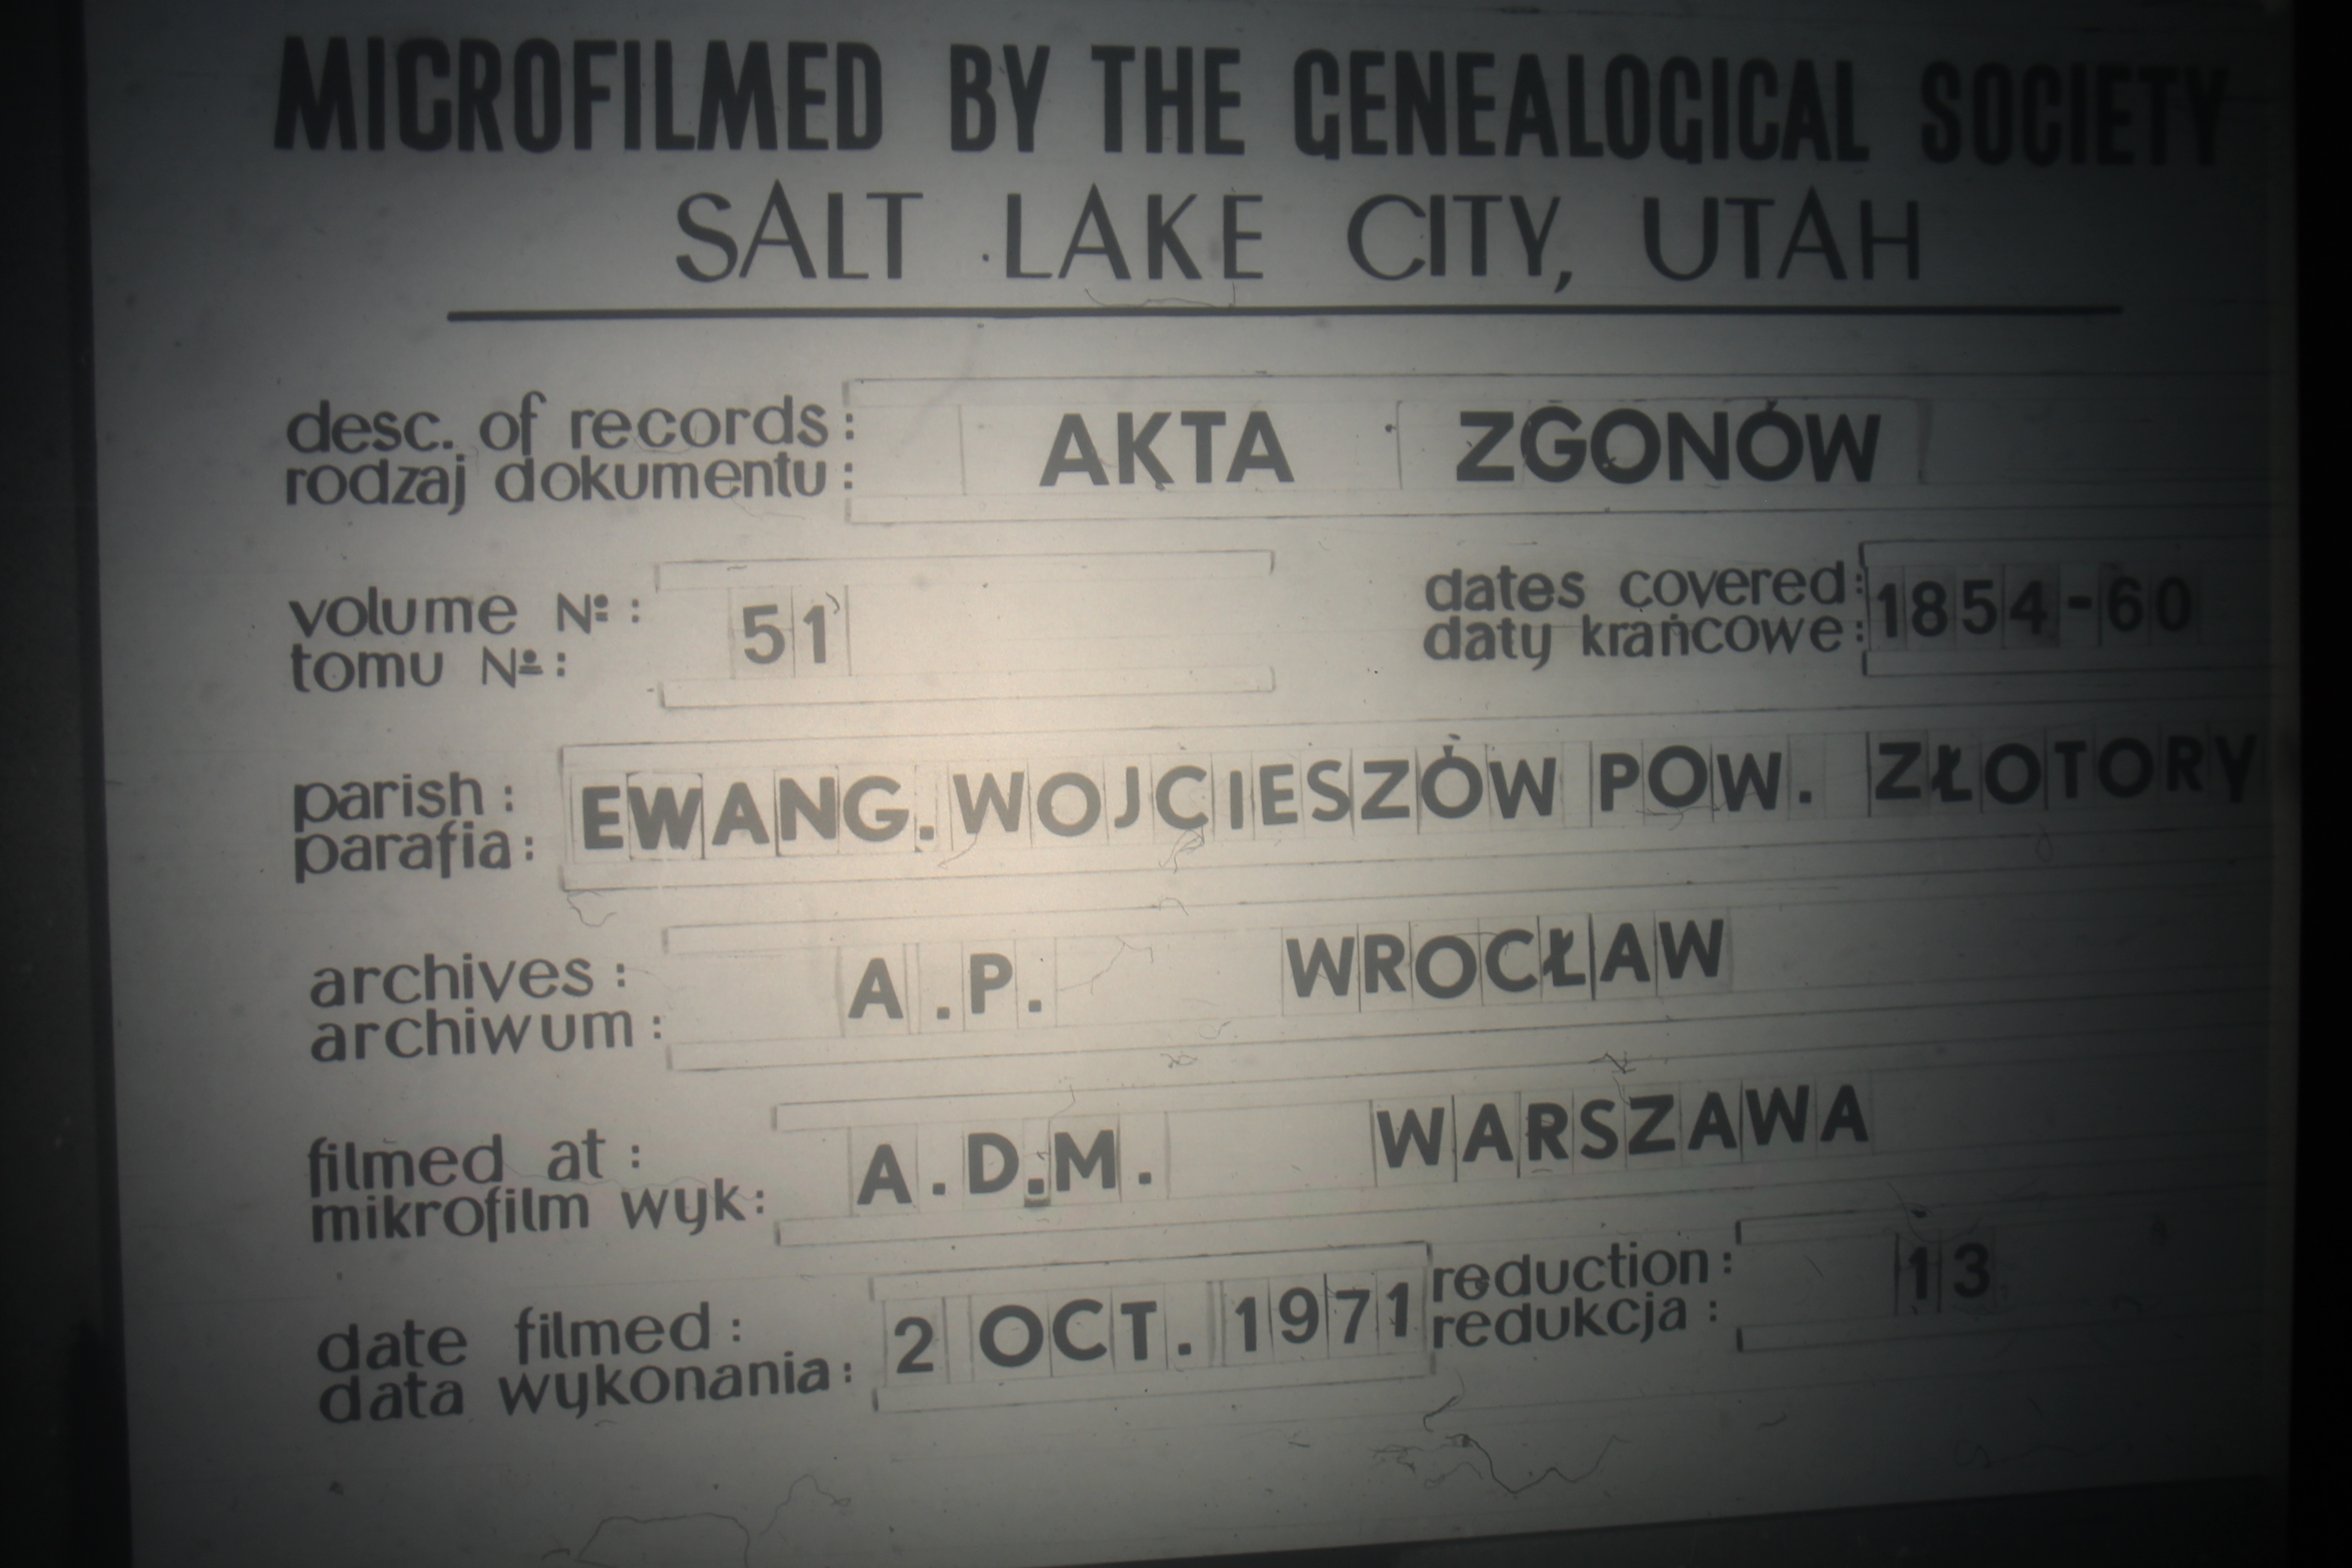 MICROFILMED BY THE GENEALOGICAL SOCIETY
SALT LAKE CITY, UTAH
desc. of records: AKTA ZGONÓW
rodzaj dokumentu:
volume Nº: 51 dates covered: 1854-60
tomu Nº: daty krańcowe:
parish: EWANG. WOJCIESZÓW POW. ZŁOTORY
parafia:
archives: A.P. WROCŁAW
archiwum:
filmed at: A.D.M. WARSZAWA
mikrofilm wyk:
date filmed: 2 OCT. 1971 reduction: 13
data wykonania: redukcja: